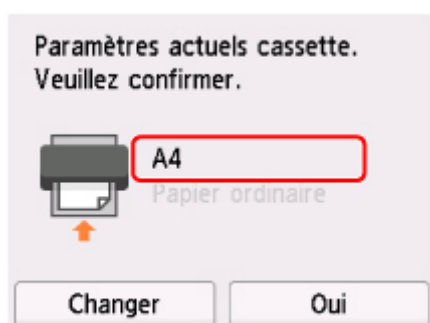 Paramètres actuels cassette.
Veuillez confirmer.
A4
Papier ordinaire
Changer
Oui